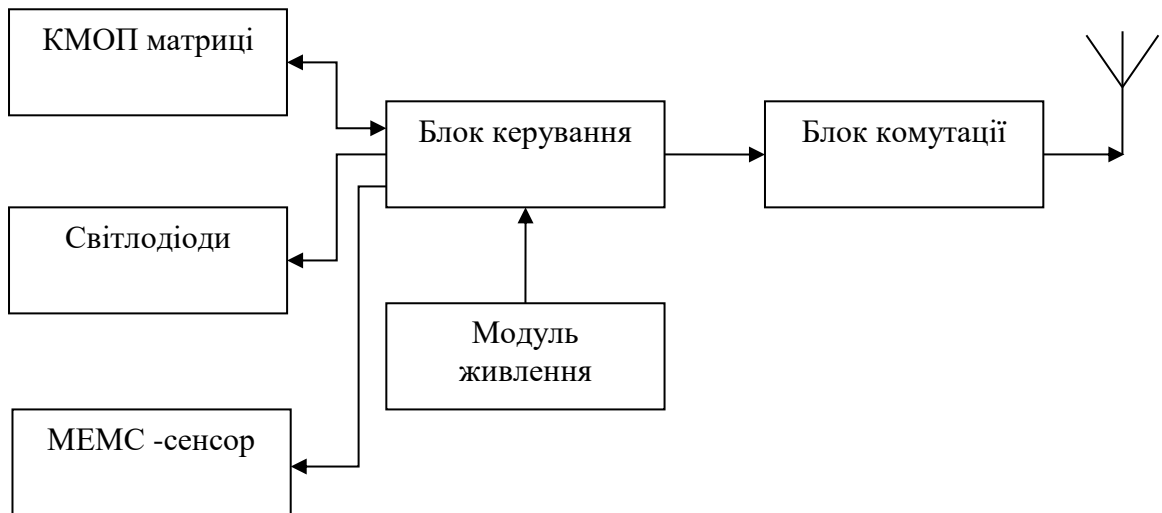 КМОП матриці
Блок керування
Блок комутації
Світлодіоди
Модуль
живлення
МЕМС -сенсор